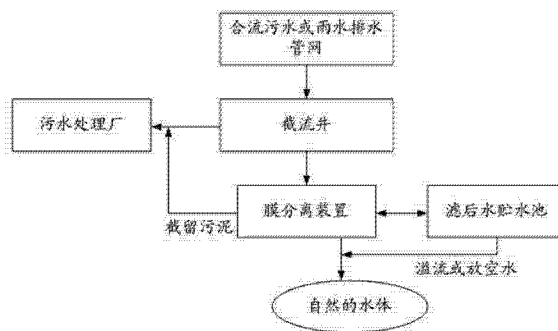 合流污水或雨水排水
管网
污水处理厂
截流井
截留污泥
膜分离装置
滤后水贮水池
溢流或放空水
自然的水体